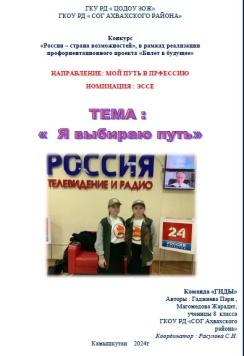 ГКУ РД « ЦОДОУ ЗОЖ»
ГКОУ РД « СОГ АХВАХСКОГО РАЙОНА»
Конкурс
«Россия – страна возможностей», в рамках реализации
профориентационного проекта «Билет в будущее»
НАПРАВЛЕНИЕ: МОЙ ПУТЬ В ПРФЕССИЮ
НОМИНАЦИЯ : ЭССЕ
ТЕМА :
« Я выбираю путь»
РОССИЯ
ТЕЛЕВИДЕНИЕ И РАДИО
24
Команда «ГИДЫ»
Авторы : Гаджиева Пари ,
Магомедова Жарадат,
ученицы 8 класса
ГКОУ РД «СОГ Ахвахского
района»
Координатор : Расулова С.Н.
Камышкутан 2024г